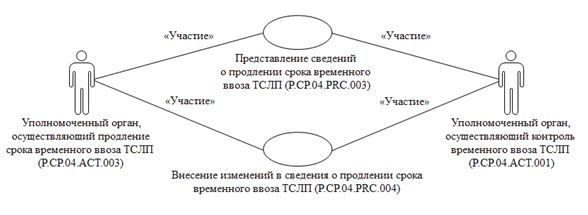 «Участие»
«Участие»
Представление сведений
о продлении срока временного
ввоза ТСЛП (P.CP.04.PRC.003)
«Участие»
«Участие»
Уполномоченный орган,
осуществляющий продление
срока временного ввоза ТСЛП
(P.CP.04.ACT.003)
Уполномоченный орган,
осуществляющий контроль
временного ввоза ТСЛП
(P.CP.04.ACT.001)
Внесение изменений в сведения о продлении срока
временного ввоза ТСЛП (P.CP.04.PRC.004)